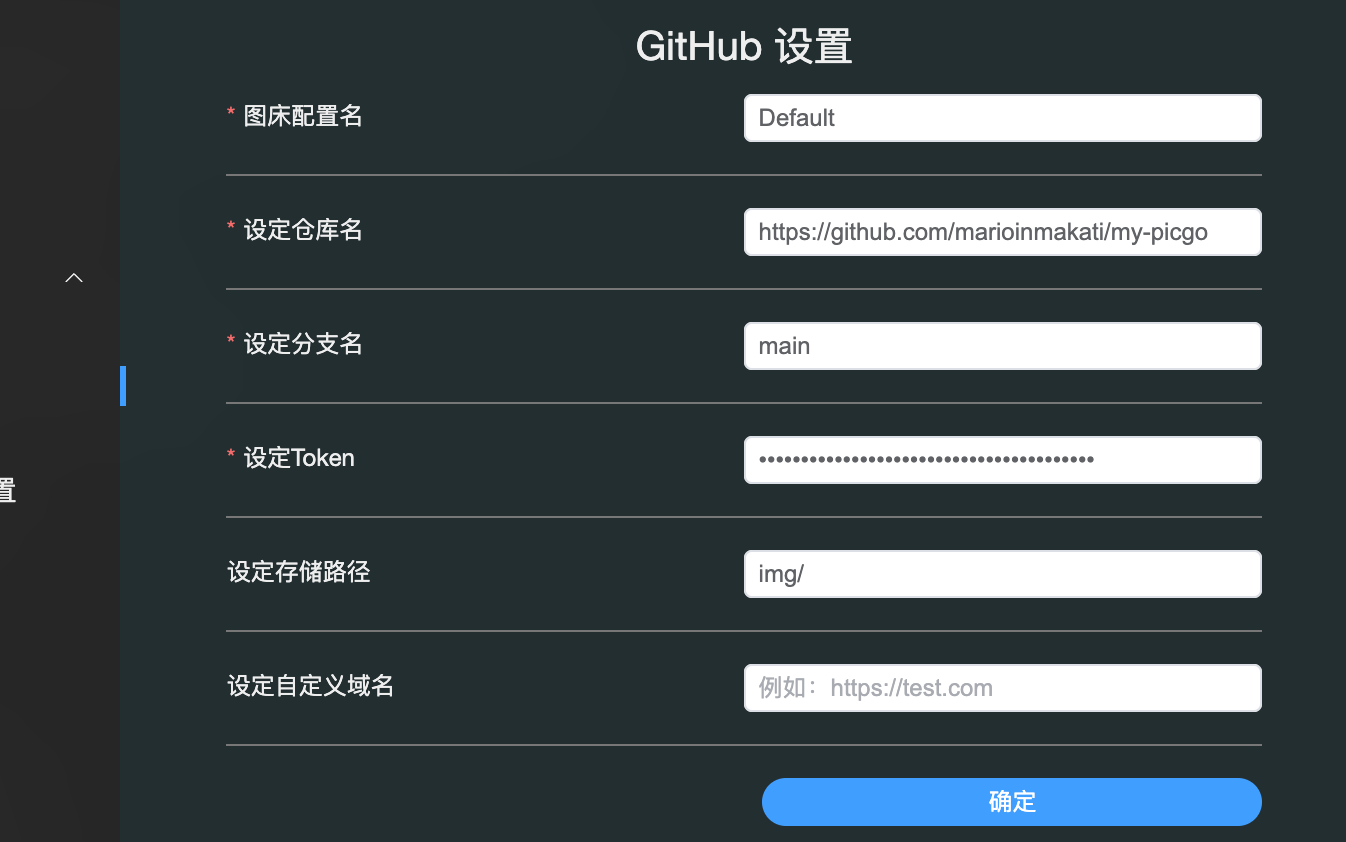 GitHub 设置
* 图床配置名
Default
* 设定仓库名
https://github.com/marioinmakati/my-picgo
* 设定分支名
main
* 设定Token
••••••••••••••••••••••••••••••••••••••••
置
设定存储路径
img/
设定自定义域名
例如：https://test.com
确定